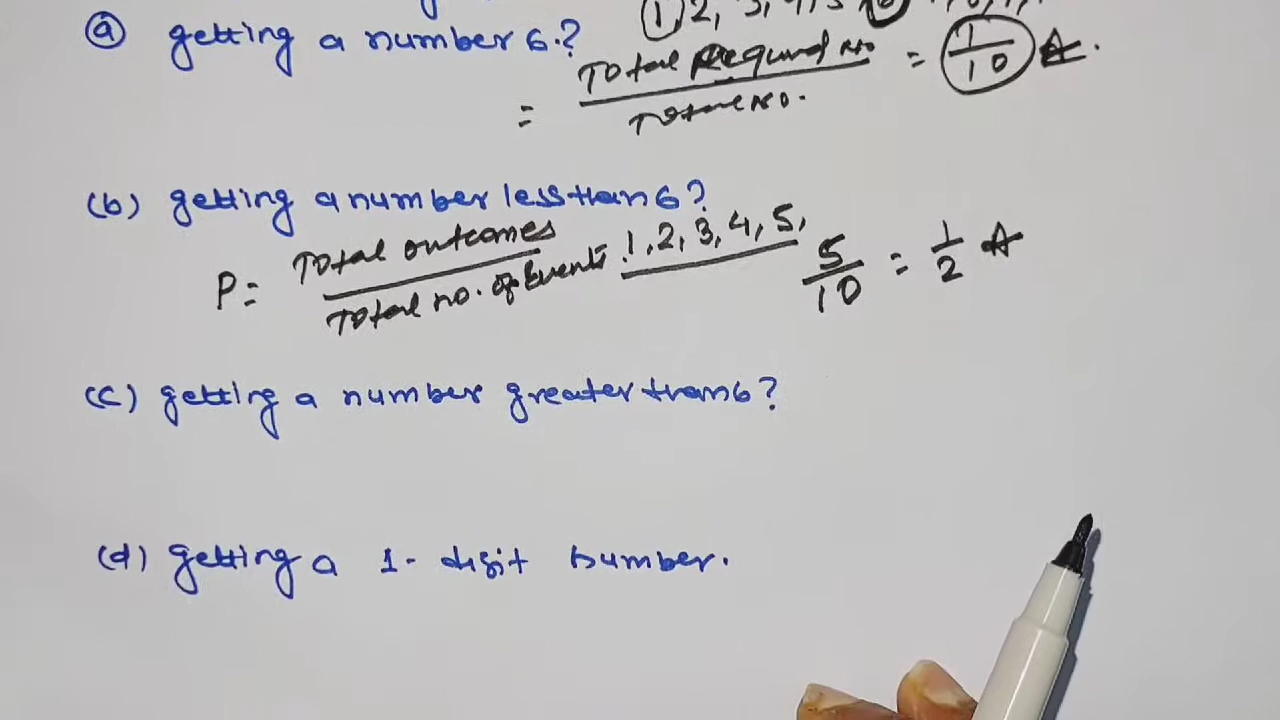 (a) getting a number 6.?
= Total Required No / Total No. = 1/10 A.
(b) getting a number less than 6?
P = Total outcomes / Total no. of Events 1, 2, 3, 4, 5, 5/10 = 1/2 A
(c) getting a number greater than 6?
(d) getting a 1-digit number.